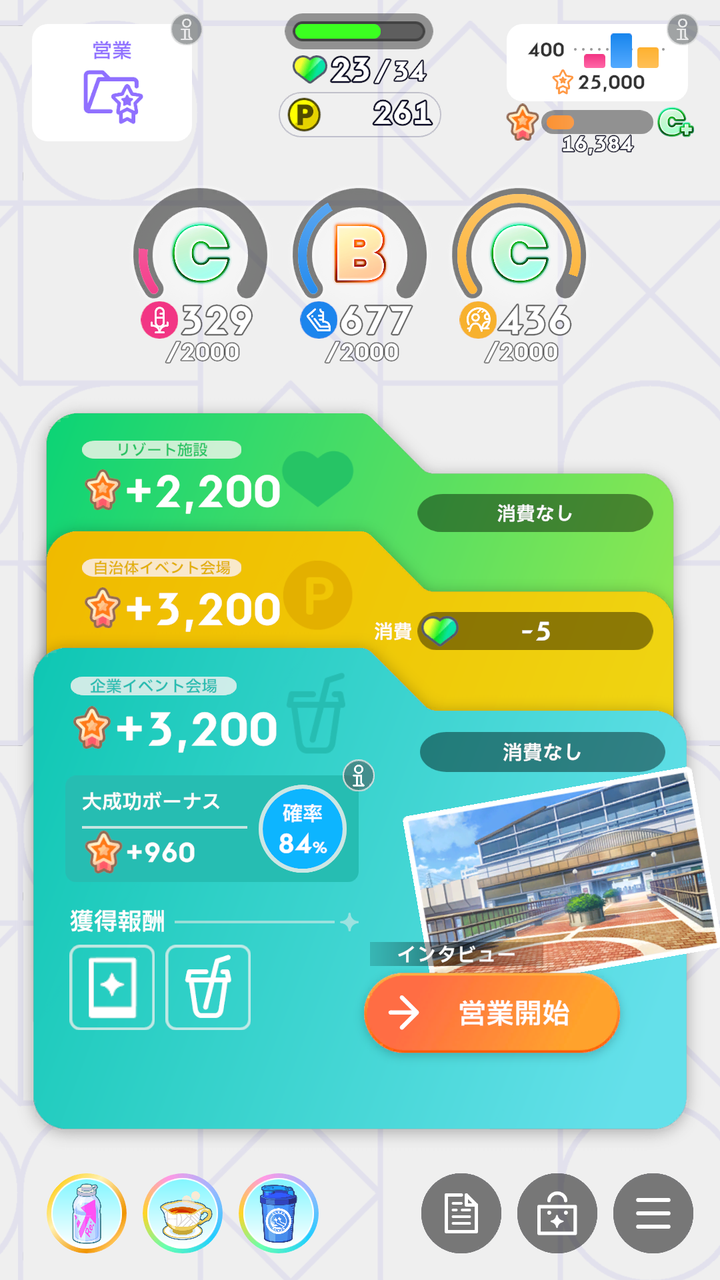 営業
23/34
P 261
400
25,000
16,384
C+
C
B
C
329
/2000
677
/2000
436
/2000
リゾート施設
+2,200
消費なし
自治体イベント会場
+3,200
P
消費 -5
企業イベント会場
+3,200
消費なし
大成功ボーナス
+960
確率
84%
獲得報酬
インタビュー
営業開始